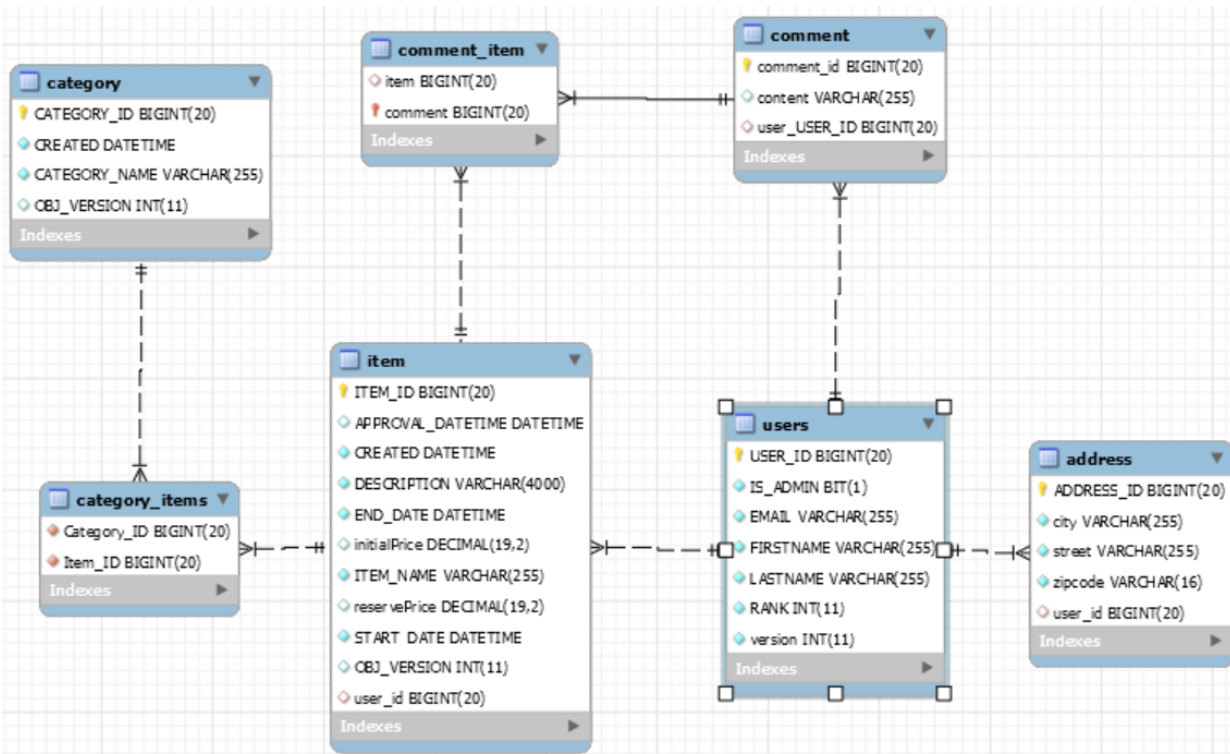 category
CATEGORY_ID BIGINT(20)
CREATED DATETIME
CATEGORY_NAME VARCHAR(255)
OBJ_VERSION INT(11)
Indexes
comment_item
item BIGINT(20)
comment BIGINT(20)
Indexes
comment
comment_id BIGINT(20)
content VARCHAR(255)
user_USER_ID BIGINT(20)
Indexes
category_items
Category_ID BIGINT(20)
Item_ID BIGINT(20)
Indexes
item
ITEM_ID BIGINT(20)
APPROVAL_DATETIME DATETIME
CREATED DATETIME
DESCRIPTION VARCHAR(4000)
END_DATE DATETIME
initialPrice DECIMAL(19,2)
ITEM_NAME VARCHAR(255)
reservePrice DECIMAL(19,2)
START_DATE DATETIME
OBJ_VERSION INT(11)
user_id BIGINT(20)
Indexes
users
USER_ID BIGINT(20)
IS_ADMIN BIT(1)
EMAIL VARCHAR(255)
FIRSTNAME VARCHAR(255)
LASTNAME VARCHAR(255)
RANK INT(11)
version INT(11)
Indexes
address
ADDRESS_ID BIGINT(20)
city VARCHAR(255)
street VARCHAR(255)
zipcode VARCHAR(16)
user_id BIGINT(20)
Indexes